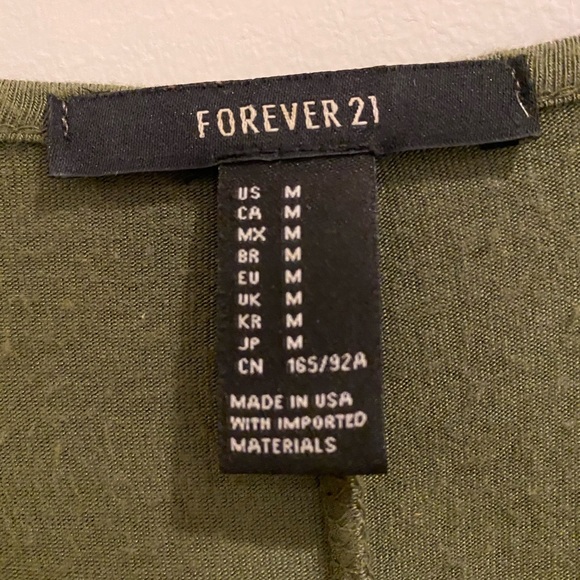 FOREVER 21
US M
CA M
MX M
BR M
EU M
UK M
KR M
JP M
CN 165/92A
MADE IN USA
WITH IMPORTED
MATERIALS